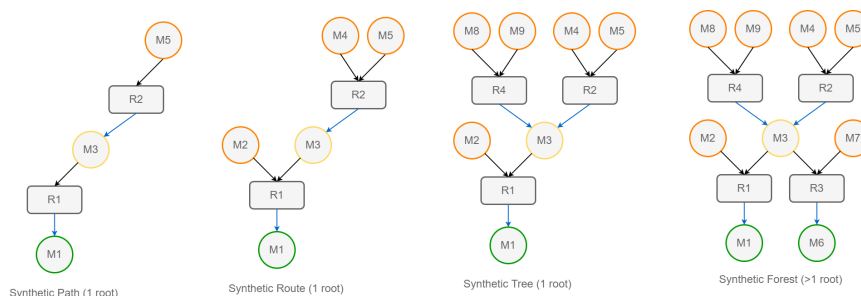 M5
R2
M3
R1
M1
Synthetic Path (1 root)
M4 M5
R2
M2 M3
R1
M1
Synthetic Route (1 root)
M8 M9 M4 M5
R4 R2
M2 M3
R1
M1
Synthetic Tree (1 root)
M8 M9 M4 M5
R4 R2
M2 M3 M7
R1 R3
M1 M6
Synthetic Forest (>1 root)